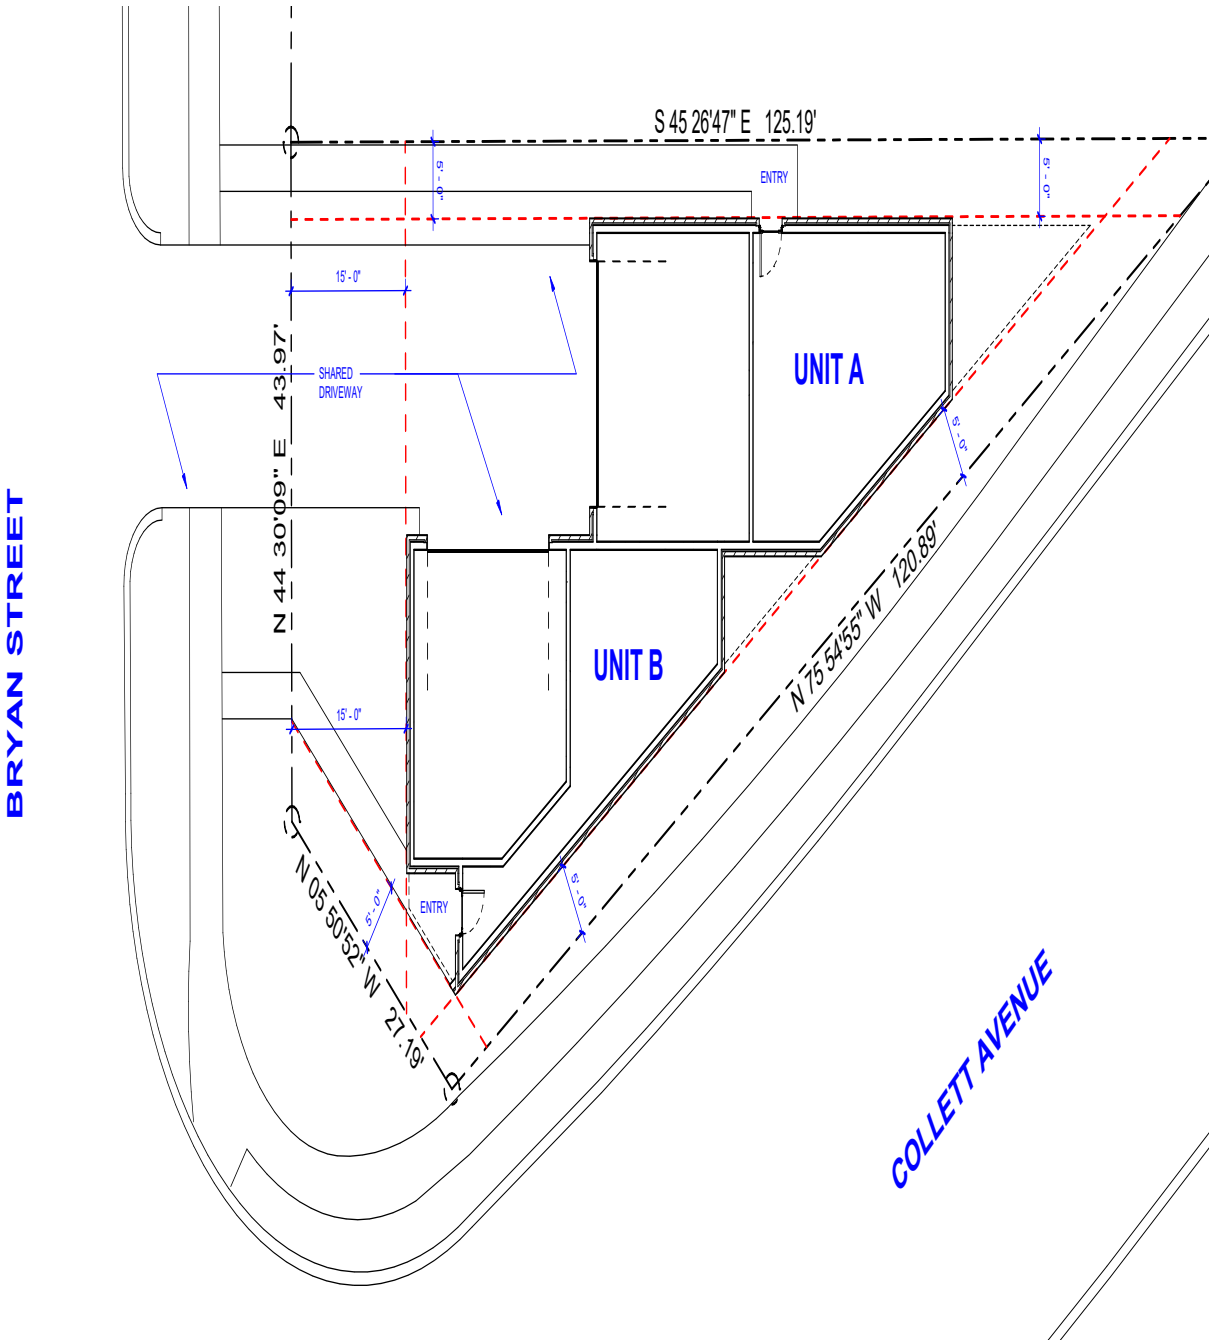 S 45 26'47" E 125.19'
5' - 0"
ENTRY
5' - 0"
15' - 0"
N 44 30'09" E 43.97'
SHARED
DRIVEWAY
UNIT A
5' - 0"
BRYAN STREET
N 75 54'55" W 120.89'
UNIT B
15' - 0"
5' - 0"
ENTRY
5' - 0"
N 05 50'52" W 27.19'
COLLETT AVENUE